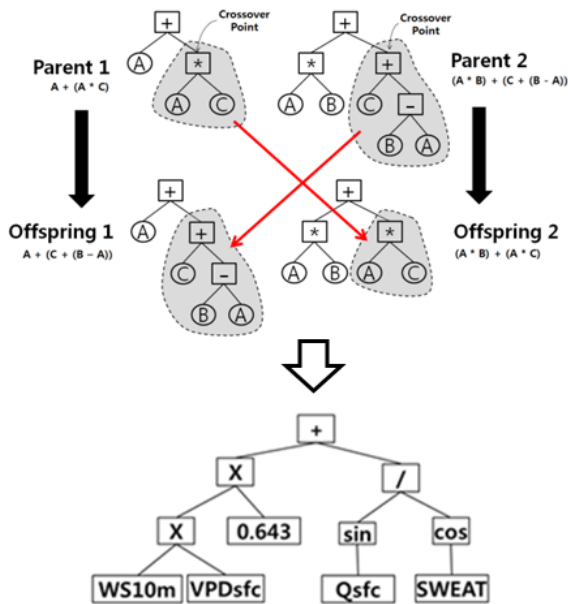 +
Crossover
Point
+
Crossover
Point
Parent 1
A + (A * C)
A
*
*
+
Parent 2
(A * B) + (C + (B - A))
A
C
A
B
C
-
B
A
+
+
Offspring 1
A + (C + (B - A))
A
+
*
*
Offspring 2
(A * B) + (A * C)
C
-
A
B
A
C
B
A
+
X
/
X
0.643
sin
cos
WS10m
VPDsfc
Qsfc
SWEAT